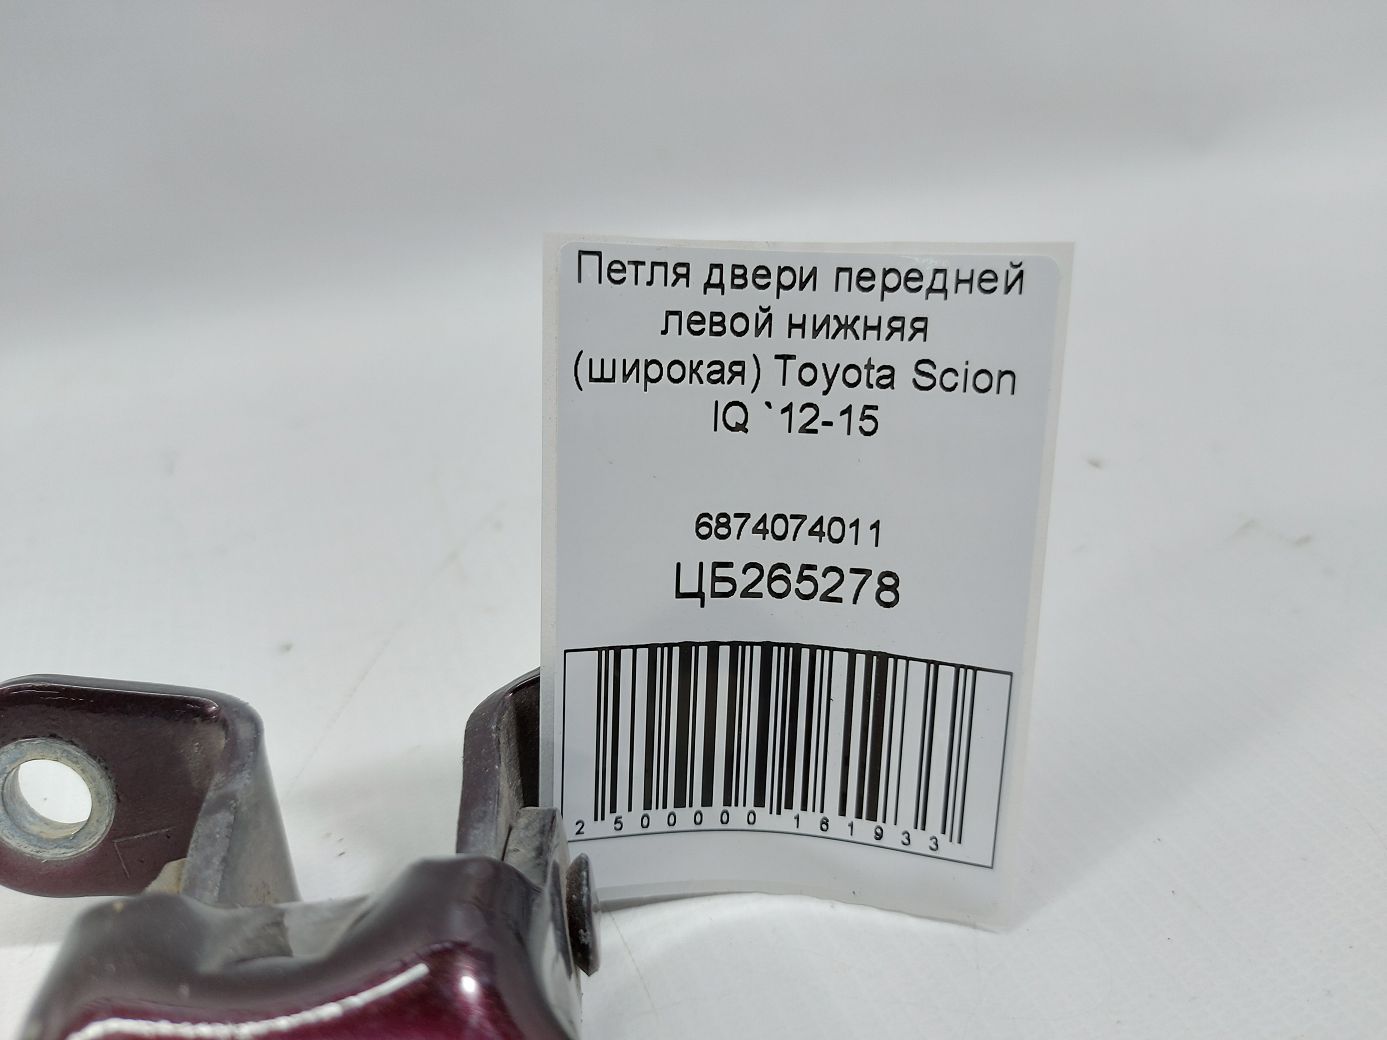 Петля двери передней
левой нижняя
(широкая) Toyota Scion
IQ `12-15
6874074011
ЦБ265278
2 500000 161933